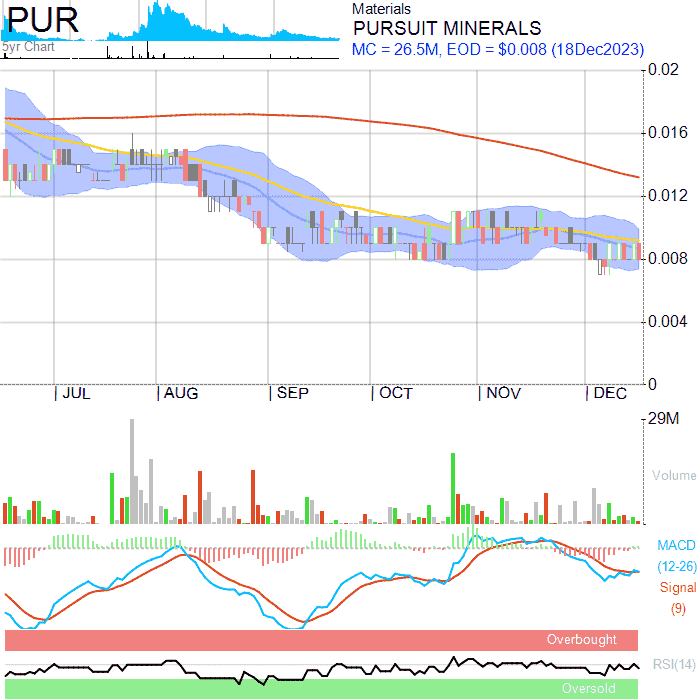 PUR
5yr Chart
Materials
PURSUIT MINERALS
MC = 26.5M, EOD = $0.008 (18Dec2023)
0.02
0.016
0.012
0.008
0.004
0
JUL AUG SEP OCT NOV DEC
29M
Volume
MACD
(12-26)
Signal
(9)
Overbought
RSI(14)
Oversold